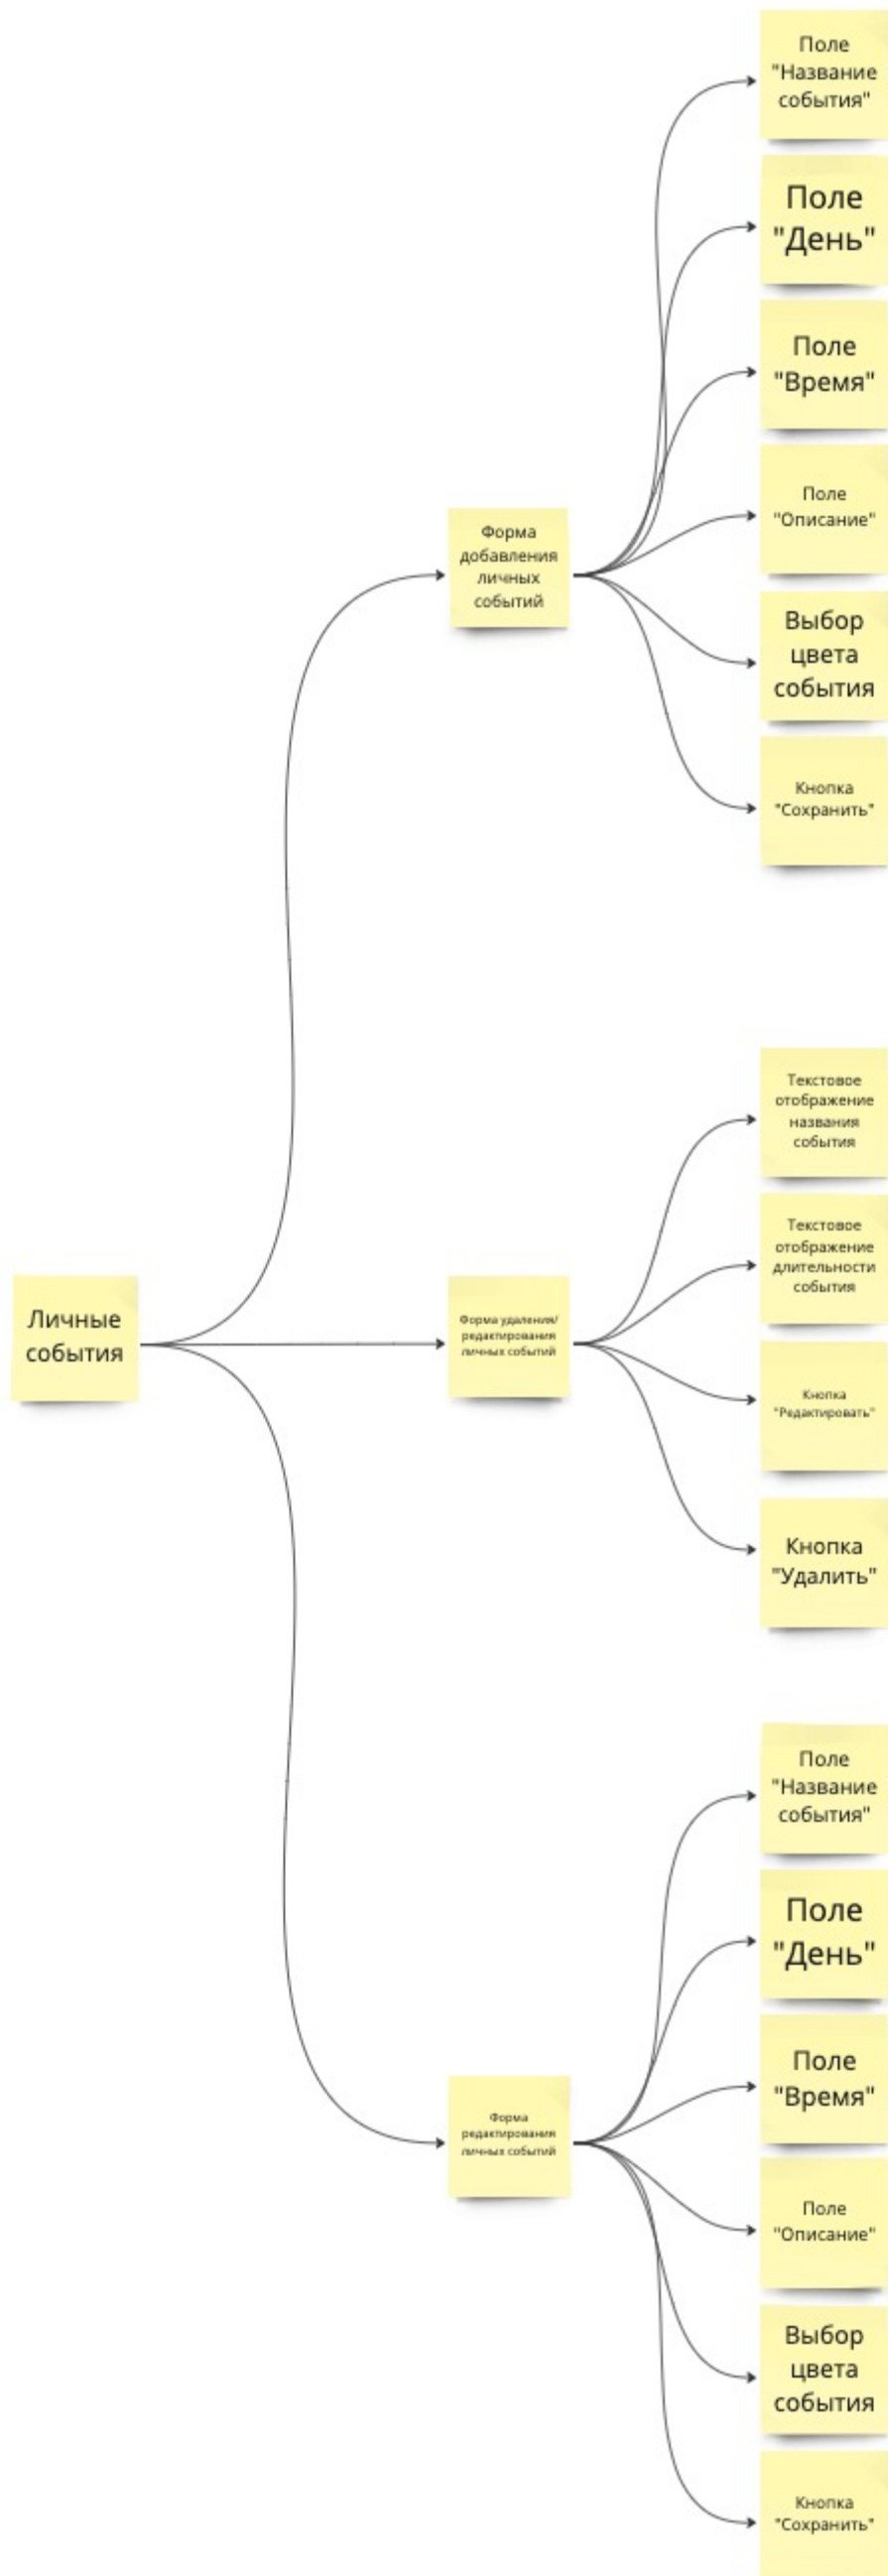 Поле
"Название
события"
Поле
"День"
Поле
"Время"
Поле
"Описание"
Выбор
цвета
события
Кнопка
"Сохранить"
Форма
добавления
личных
событий
Текстовое
отображение
названия
события
Текстовое
отображение
длительности
события
Кнопка
"Редактировать"
Кнопка
"Удалить"
Форма удаления/
редактирования
личных событий
Личные
события
Поле
"Название
события"
Поле
"День"
Поле
"Время"
Поле
"Описание"
Выбор
цвета
события
Кнопка
"Сохранить"
Форма
редактирования
личных событий